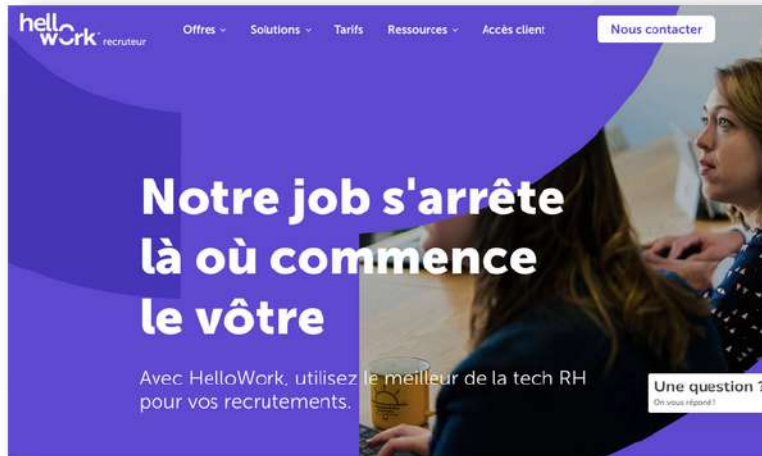 hellowork recruteur
Offres
Solutions
Tarifs
Ressources
Accès client
Nous contacter
Notre job s'arrête
là où commence
le vôtre
Avec HelloWork, utilisez le meilleur de la tech RH
pour vos recrutements.
Une question ?
On vous répond !